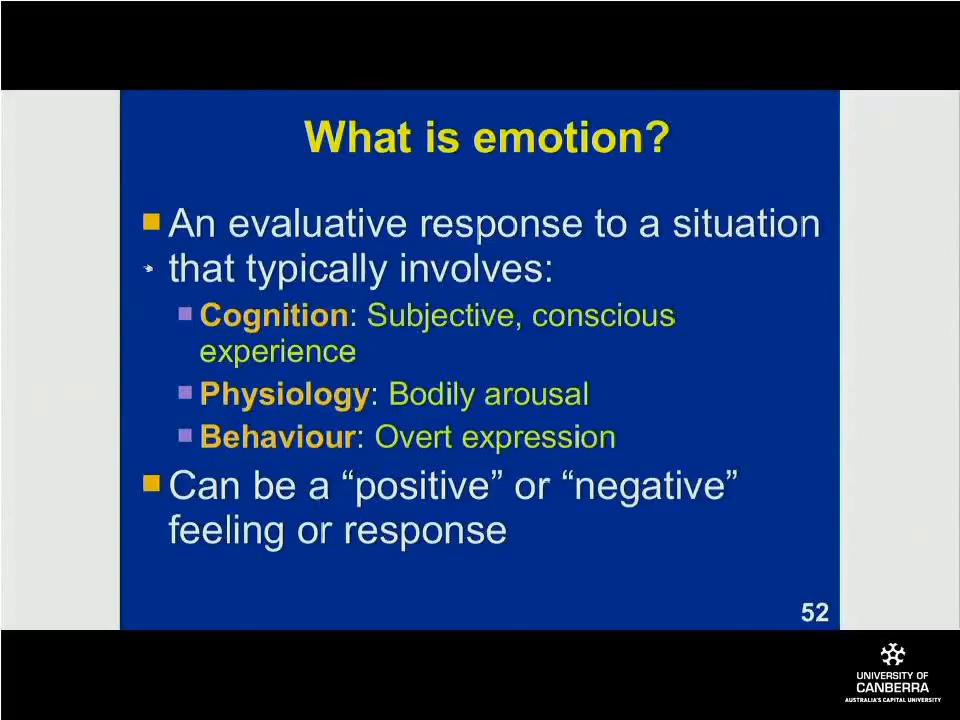 What is emotion?
An evaluative response to a situation
that typically involves:
Cognition: Subjective, conscious
experience
Physiology: Bodily arousal
Behaviour: Overt expression
Can be a “positive” or “negative”
feeling or response
52
UNIVERSITY OF
CANBERRA
AUSTRALIA'S CAPITAL UNIVERSITY